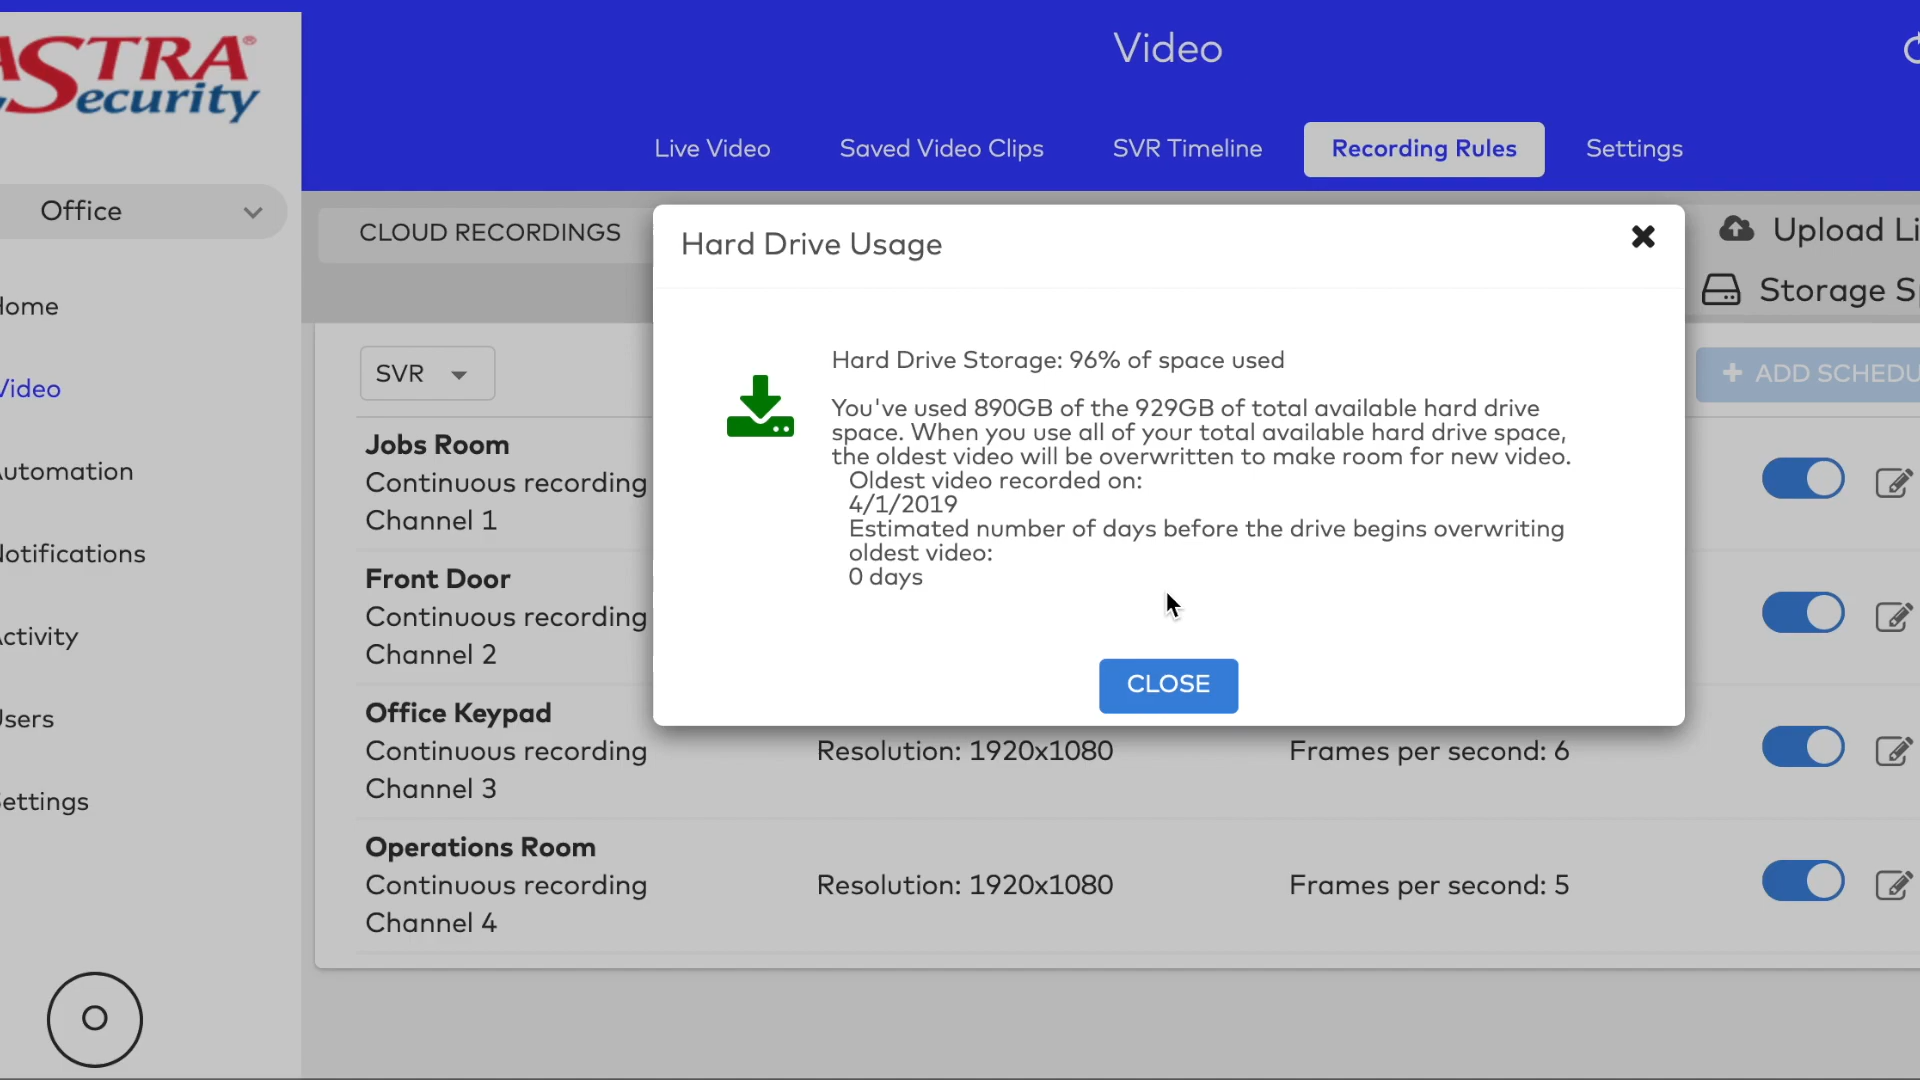 ASTRA®
Security
Video
Live Video
Saved Video Clips
SVR Timeline
Recording Rules
Settings
Office
Home
Video
Automation
Notifications
Activity
Users
Settings
CLOUD RECORDINGS
Upload Li
Storage S
SVR
+ ADD SCHEDU
Hard Drive Usage
Hard Drive Storage: 96% of space used
You've used 890GB of the 929GB of total available hard drive
space. When you use all of your total available hard drive space,
the oldest video will be overwritten to make room for new video.
Oldest video recorded on:
4/1/2019
Estimated number of days before the drive begins overwriting
oldest video:
0 days
CLOSE
Jobs Room
Continuous recording
Channel 1
Front Door
Continuous recording
Channel 2
Office Keypad
Continuous recording
Channel 3
Resolution: 1920x1080
Frames per second: 6
Operations Room
Continuous recording
Channel 4
Resolution: 1920x1080
Frames per second: 5